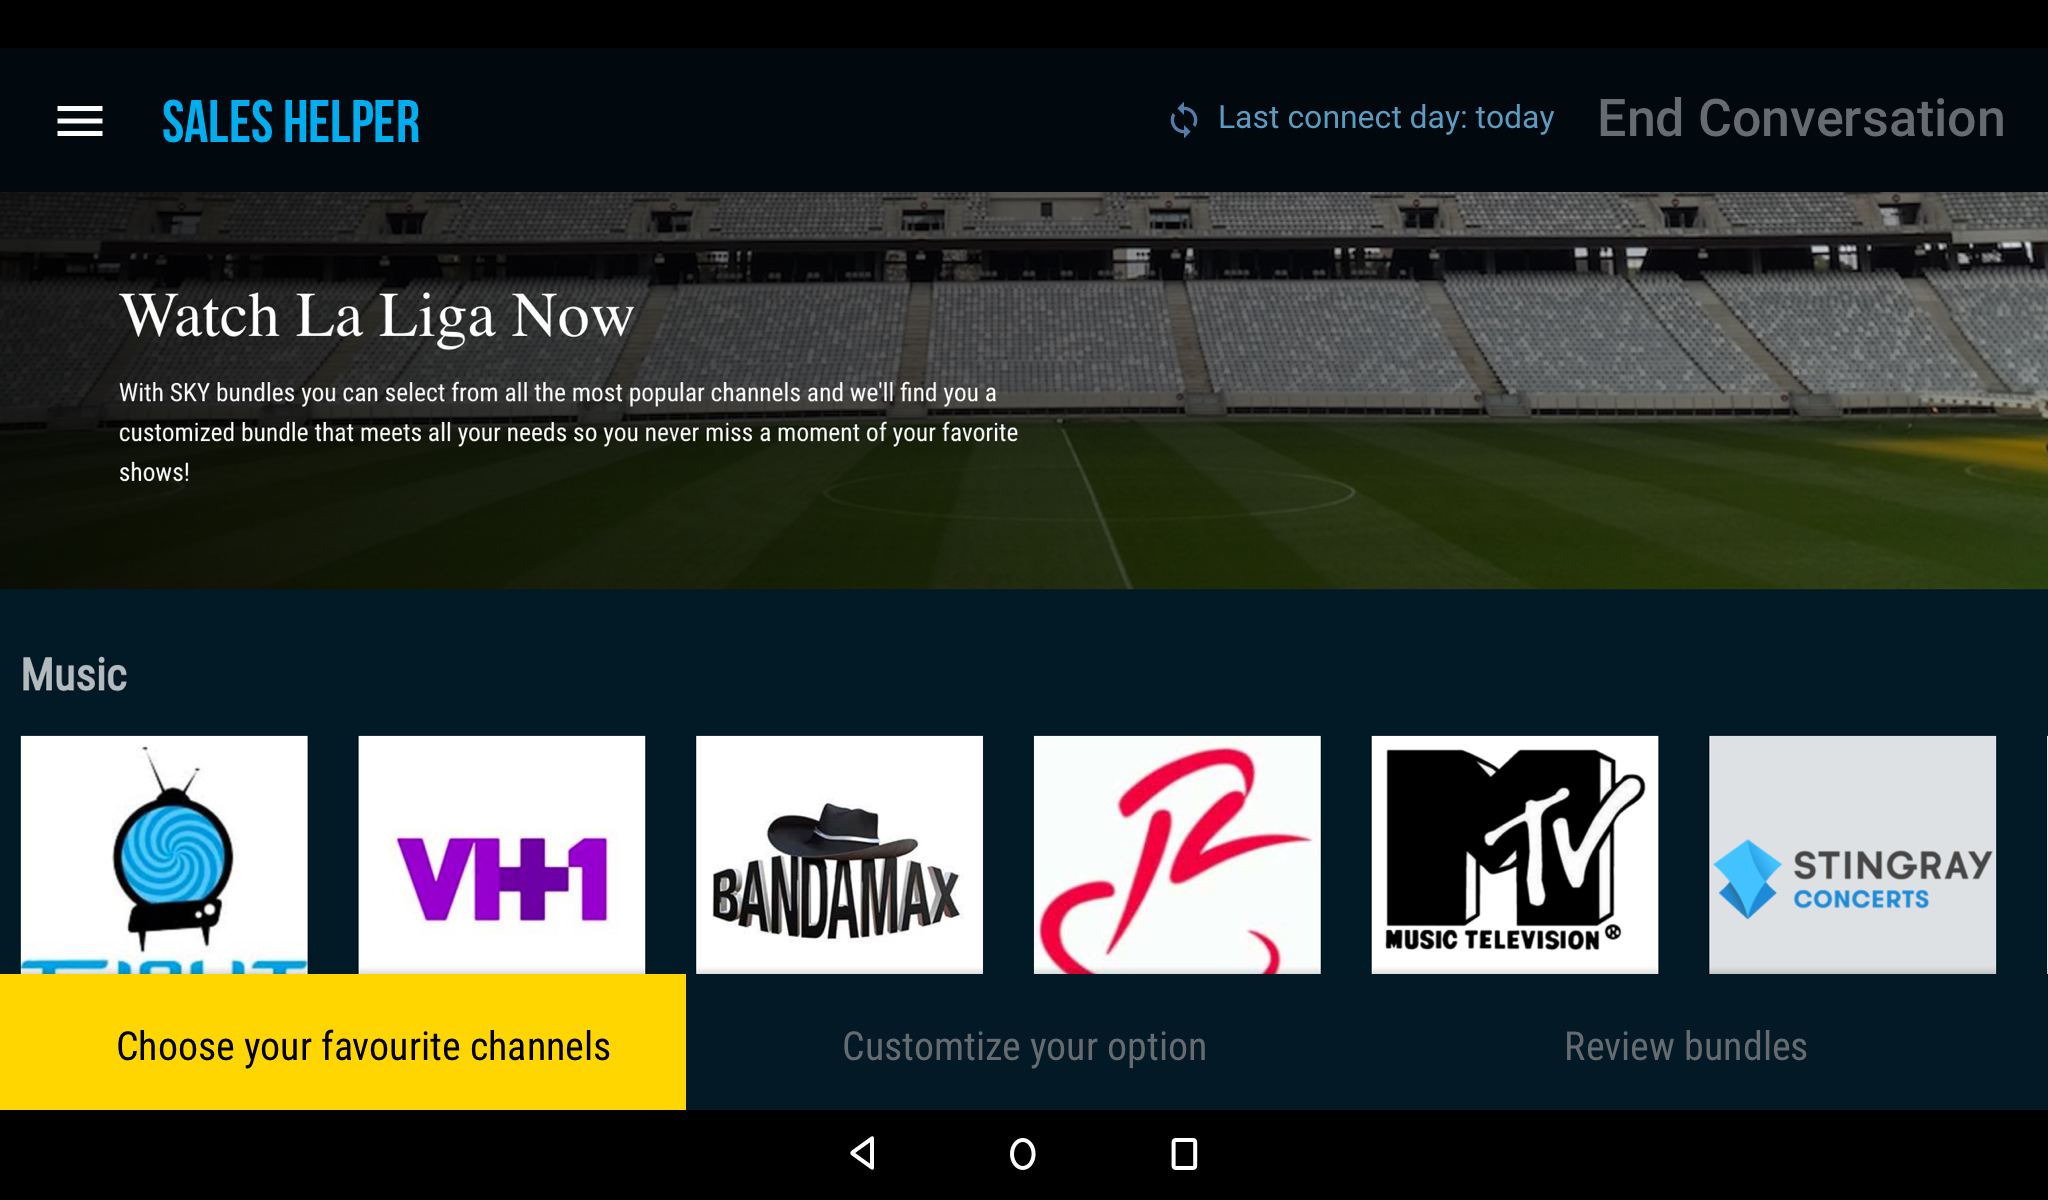 SALES HELPER
Last connect day: today
End Conversation
Watch La Liga Now
With SKY bundles you can select from all the most popular channels and we'll find you a
customized bundle that meets all your needs so you never miss a moment of your favorite
shows!
Music
VH1
BANDAMAX
MTV
MUSIC TELEVISION®
STINGRAY
CONCERTS
Choose your favourite channels
Customtize your option
Review bundles